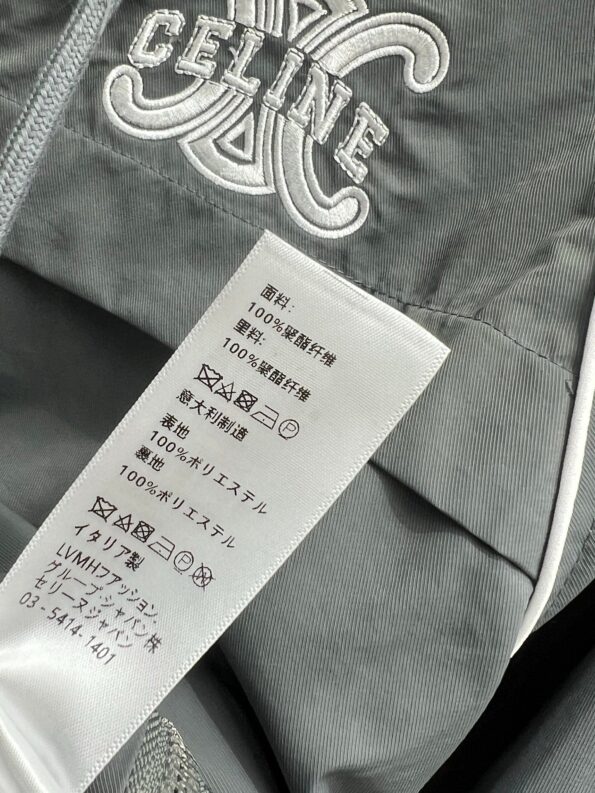 CELINE
面料:
100%聚酯纤维
里料:
100%聚酯纤维
意大利制造
表地
100%ポリエステル
裏地
100%ポリエステル
イタリア製
LVMHファッション.
グループ.ジャパン 株
セリーヌジャパン
03-5414-1401